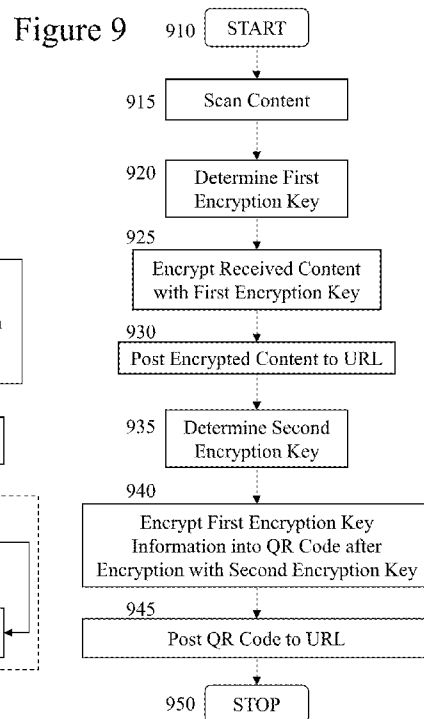 Figure 9
910
START
915
Scan Content
920
Determine First
Encryption Key
925
Encrypt Received Content
with First Encryption Key
930
Post Encrypted Content to URL
935
Determine Second
Encryption Key
940
Encrypt First Encryption Key
Information into QR Code after
Encryption with Second Encryption Key
945
Post QR Code to URL
950
STOP